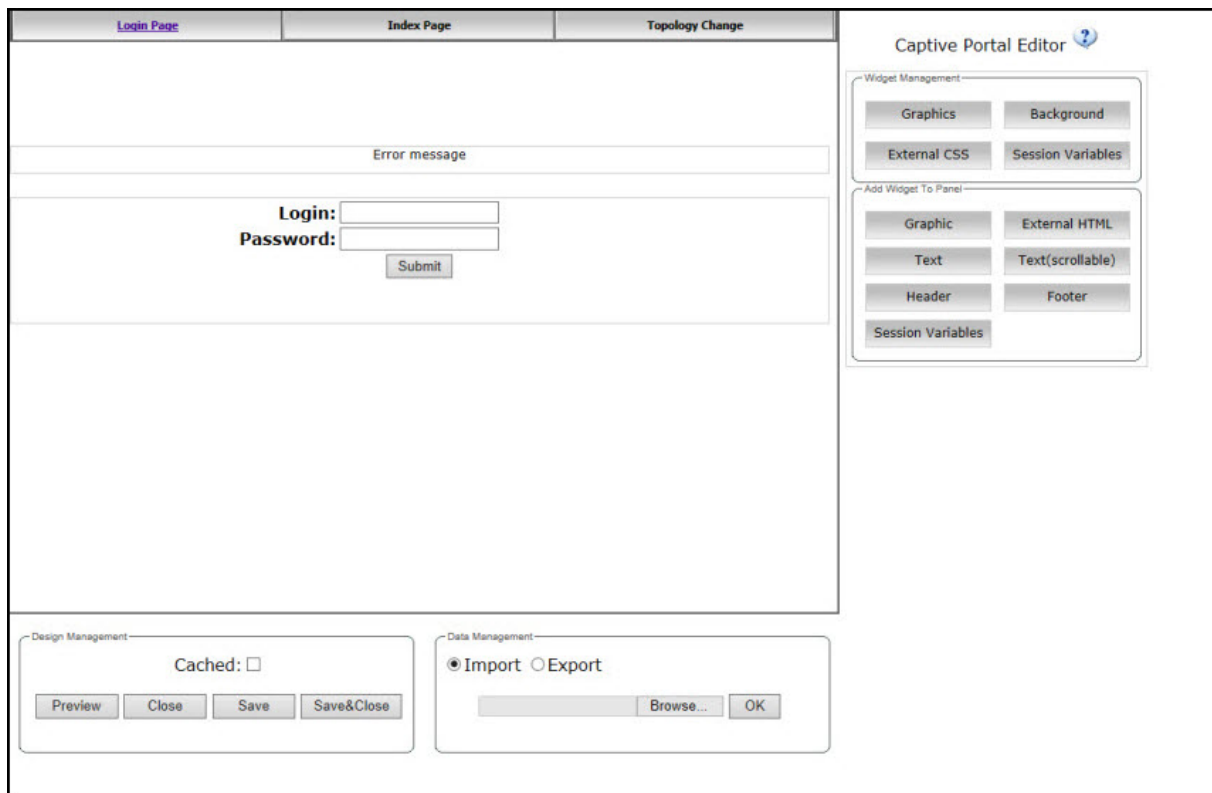 Login Page Index Page Topology Change
Captive Portal Editor ?
Widget Management
Graphics Background
External CSS Session Variables
Add Widget To Panel
Graphic External HTML
Text Text(scrollable)
Header Footer
Session Variables
Error message
Login:
Password:
Submit
Design Management
Cached:
Preview Close Save Save&Close
Data Management
Import Export
Browse... OK